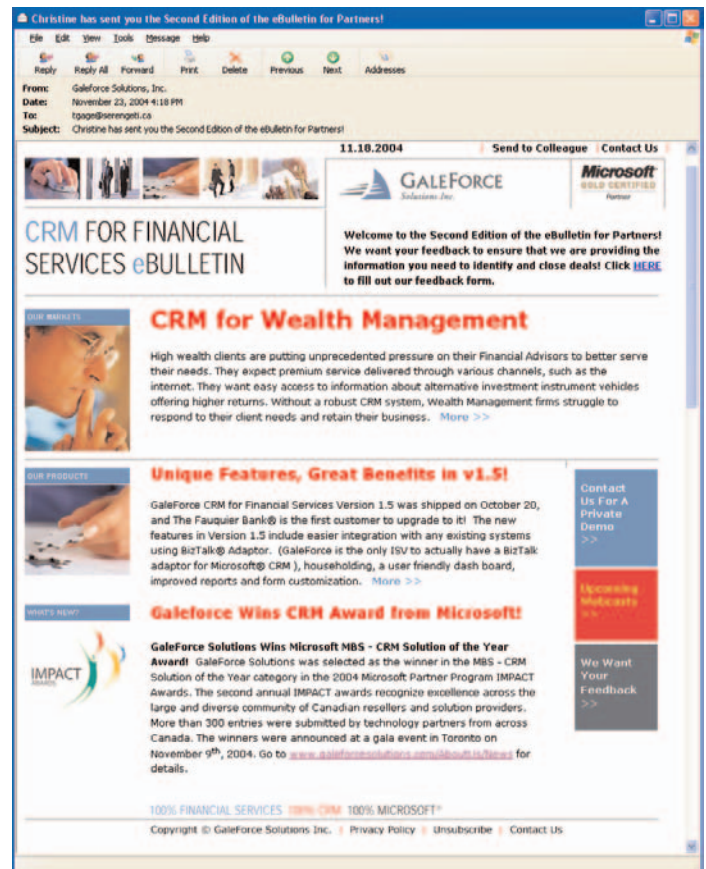 Christine has sent you the Second Edition of the eBulletin for Partners!
File Edit View Tools Message Help
Reply Reply All Forward Print Delete Previous Next Addresses
From: Galeforce Solutions, Inc.
Date: November 23, 2004 4:18 PM
To: tgage@serengeti.ca
Subject: Christine has sent you the Second Edition of the eBulletin for Partners!
11.18.2004 Send to Colleague Contact Us
GALEFORCE
Solutions Inc.
Microsoft
GOLD CERTIFIED
Partner
CRM FOR FINANCIAL
SERVICES eBULLETIN
Welcome to the Second Edition of the eBulletin for Partners!
We want your feedback to ensure that we are providing the
information you need to identify and close deals! Click HERE
to fill out our feedback form.
OUR MARKETS
CRM for Wealth Management
High wealth clients are putting unprecedented pressure on their Financial Advisors to better serve
their needs. They expect premium service delivered through various channels, such as the
internet. They want easy access to information about alternative investment instrument vehicles
offering higher returns. Without a robust CRM system, Wealth Management firms struggle to
respond to their client needs and retain their business. More >>
OUR PRODUCTS
Unique Features, Great Benefits in v1.5!
GaleForce CRM for Financial Services Version 1.5 was shipped on October 20,
and The Fauquier Bank® is the first customer to upgrade to it! The new
features in Version 1.5 include easier integration with any existing systems
using BizTalk® Adaptor. (GaleForce is the only ISV to actually have a BizTalk
adaptor for Microsoft® CRM ), householding, a user friendly dash board,
improved reports and form customization. More >>
Contact
Us For A
Private
Demo
>>
Upcoming
Webcasts
>>
We Want
Your
Feedback
>>
WHAT'S NEW?
Galeforce Wins CRM Award from Microsoft!
IMPACT
AWARDS
GaleForce Solutions Wins Microsoft MBS - CRM Solution of the Year
Award! GaleForce Solutions was selected as the winner in the MBS - CRM
Solution of the Year category in the 2004 Microsoft Partner Program IMPACT
Awards. The second annual IMPACT awards recognize excellence across the
large and diverse community of Canadian resellers and solution providers.
More than 300 entries were submitted by technology partners from across
Canada. The winners were announced at a gala event in Toronto on
November 9th, 2004. Go to www.galeforcesolutions.com/AboutUs/News for
details.
100% FINANCIAL SERVICES 100% CRM 100% MICROSOFT®
Copyright © GaleForce Solutions Inc. | Privacy Policy | Unsubscribe | Contact Us